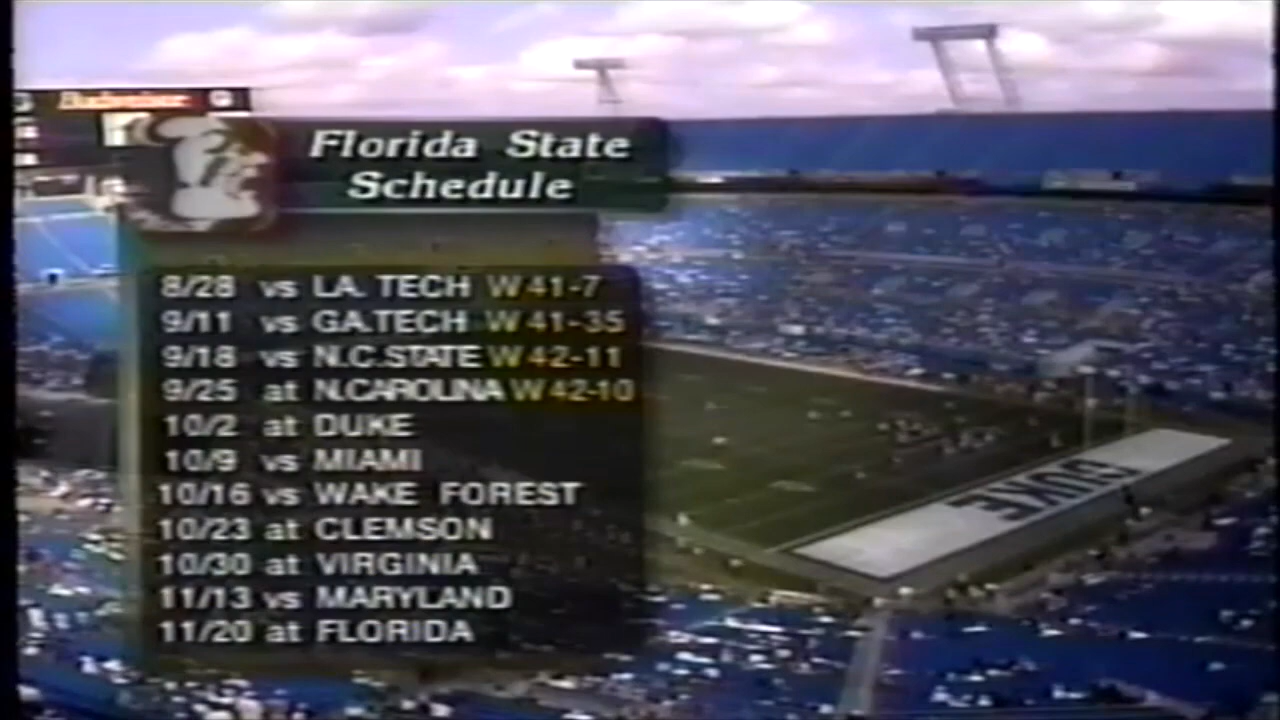 Budweiser
Florida State
Schedule
8/28 vs LA. TECH W 41-7
9/11 vs GA.TECH W 41-35
9/18 vs N.C.STATE W 42-11
9/25 at N.CAROLINA W 42-10
10/2 at DUKE
10/9 vs MIAMI
10/16 vs WAKE FOREST
10/23 at CLEMSON
10/30 at VIRGINIA
11/13 vs MARYLAND
11/20 at FLORIDA
DUKE